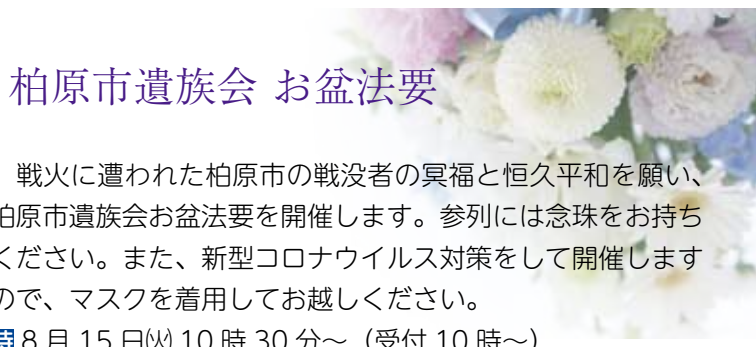 柏原市遺族会 お盆法要
戦火に遭われた柏原市の戦没者の冥福と恒久平和を願い、
柏原市遺族会お盆法要を開催します。参列には念珠をお持ち
ください。また、新型コロナウイルス対策をして開催します
ので、マスクを着用してお越しください。
時8月15日㈫10時30分～（受付10時～）